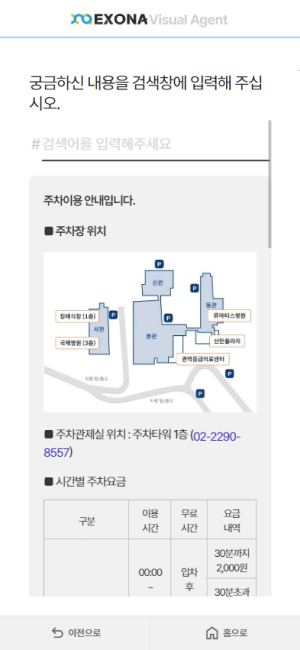 EXONA Visual Agent
궁금하신 내용을 검색창에 입력해 주십
시오.
#검색어를 입력해주세요
주차이용 안내입니다.
■ 주차장 위치
P
신관
P
동관
장례식장 (1층)
P
P
류마티스병원
서관
본관
국제병원 (3층)
신한플라자
권역응급의료센터
P
P
■ 주차관제실 위치 : 주차타워 1층 (02-2290-
8557)
■ 시간별 주차요금
구분
이용
시간
무료
시간
요금
내역
00:00
~
입차
후
30분까지
2,000원
30분초과
이전으로
홈으로